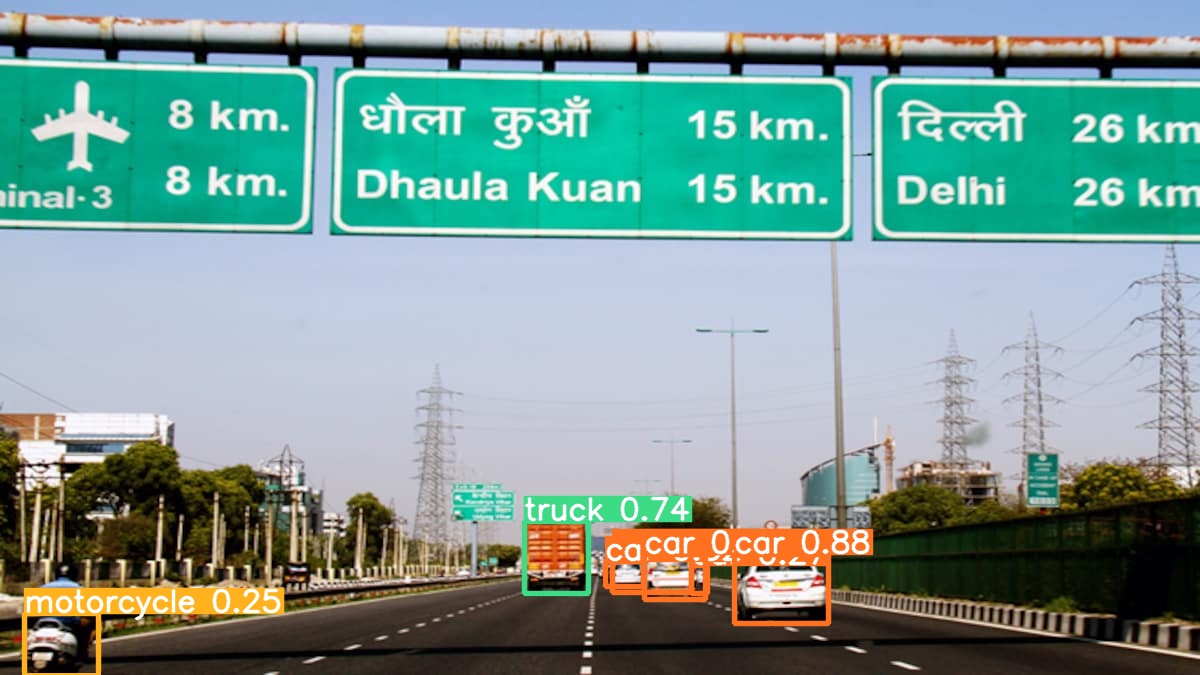 8 km.
minal-3 8 km.
धौला कुआँ 15 km.
Dhaula Kuan 15 km.
दिल्ली 26 km
Delhi 26 km
truck 0.74
car 0.88
motorcycle 0.25